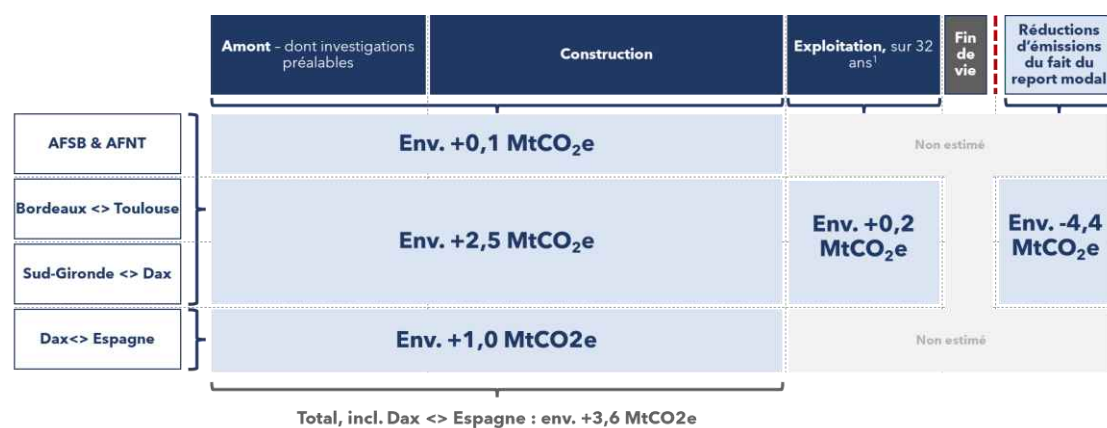 Amont – dont investigations
préalables
Construction
Exploitation, sur 32
ans¹
Fin
de
vie
Réductions
d'émissions
du fait du
report modal
AFSB & AFNT
Env. +0,1 MtCO₂e
Non estimé
Bordeaux <> Toulouse
Env. +2,5 MtCO₂e
Env. +0,2
MtCO₂e
Env. -4,4
MtCO₂e
Sud-Gironde <> Dax
Dax<> Espagne
Env. +1,0 MtCO2e
Non estimé
Total, incl. Dax <> Espagne : env. +3,6 MtCO2e